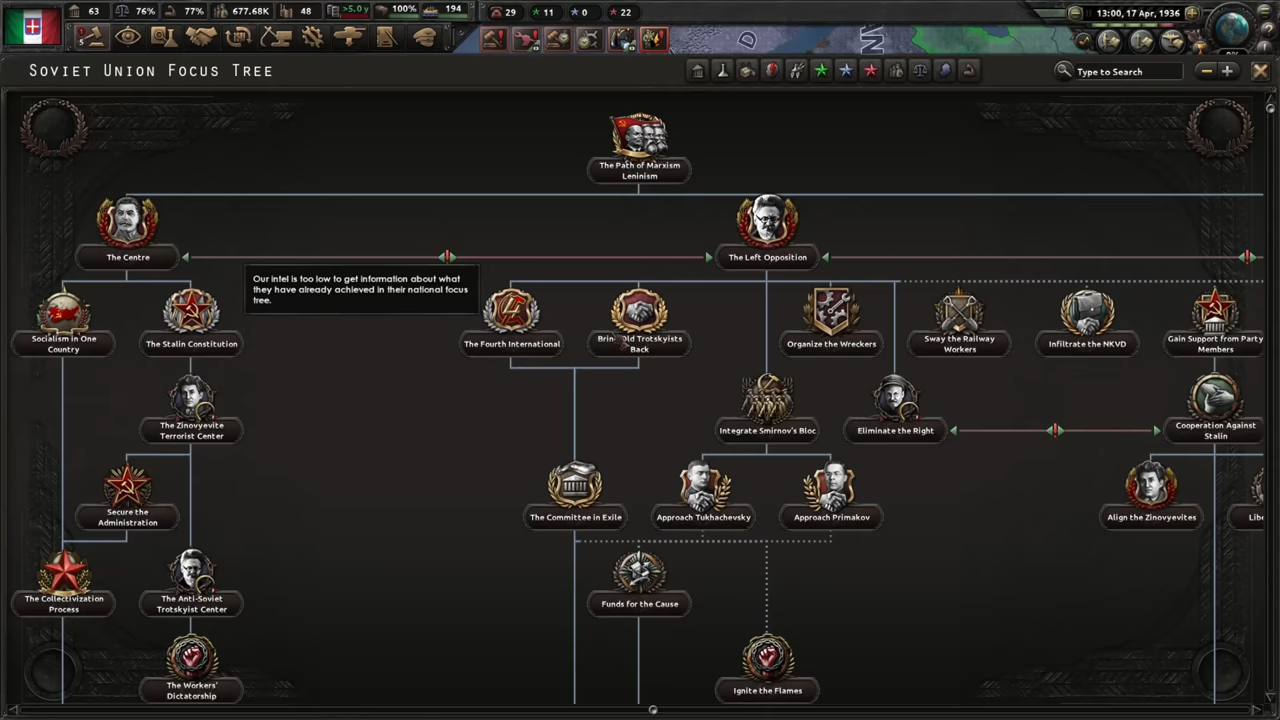 63 76% 77% 677.68K 48 >5.0 y 100% 194 29 11 0 22 13:00, 17 Apr, 1936
SOVIET UNION FOCUS TREE
Type to Search
The Path of Marxism
Leninism
The Centre
The Left Opposition
Our intel is too low to get information about what
they have already achieved in their national focus
tree.
Socialism in One
Country
The Stalin Constitution
The Fourth International
Bring Old Trotskyists
Back
Organize the Wreckers
Sway the Railway
Workers
Infiltrate the NKVD
Gain Support from Party
Members
The Zinovyevite
Terrorist Center
Integrate Smirnov's Bloc
Eliminate the Right
Cooperation Against
Stalin
Secure the
Administration
The Committee in Exile
Approach Tukhachevsky
Approach Primakov
Align the Zinovyevites
The Collectivization
Process
The Anti-Soviet
Trotskyist Center
Funds for the Cause
The Workers'
Dictatorship
Ignite the Flames